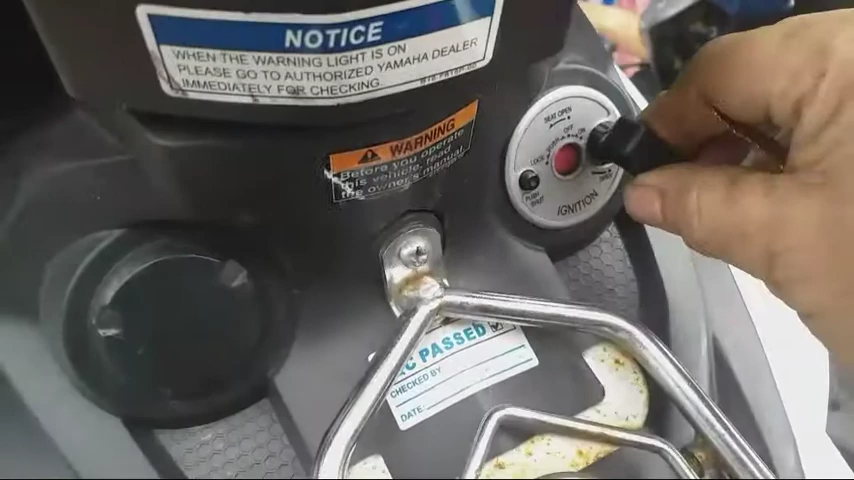 NOTICE
WHEN THE WARNING LIGHT IS ON
PLEASE GO TO AUTHORIZED YAMAHA DEALER
IMMEDIATELY FOR CHECKING.
WARNING
Before you operate
this vehicle, read
the owner's manual.
SEAT OPEN
OFF
ON
LOCK
PUSH
SHUT
IGNITION
QC PASSED
CHECKED BY
DATE: